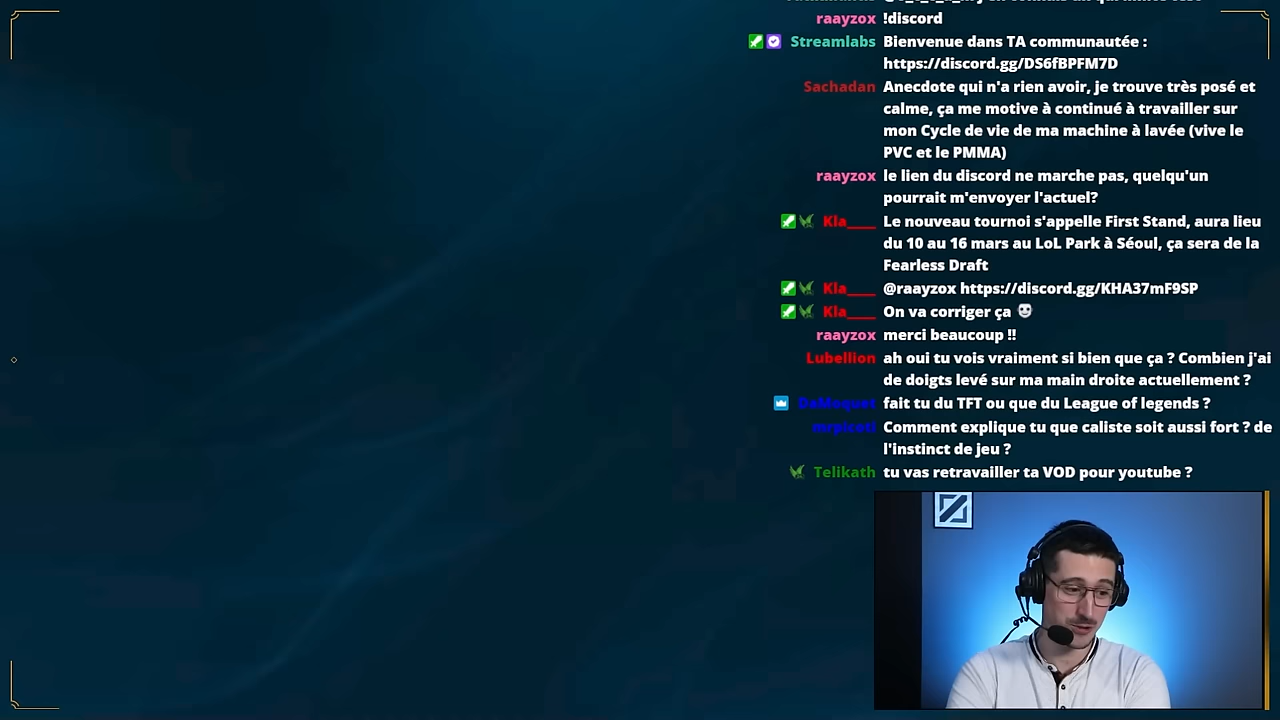 raayzox !discord
Streamlabs Bienvenue dans TA communautée :
https://discord.gg/DS6fBPFM7D
Sachadan Anecdote qui n'a rien avoir, je trouve très posé et
calme, ça me motive à continué à travailler sur
mon Cycle de vie de ma machine à lavée (vive le
PVC et le PMMA)
raayzox le lien du discord ne marche pas, quelqu'un
pourrait m'envoyer l'actuel?
Kla____ Le nouveau tournoi s'appelle First Stand, aura lieu
du 10 au 16 mars au LoL Park à Séoul, ça sera de la
Fearless Draft
Kla____ @raayzox https://discord.gg/KHA37mF9SP
Kla____ On va corriger ça
raayzox merci beaucoup !!
Lubellion ah oui tu vois vraiment si bien que ça ? Combien j'ai
de doigts levé sur ma main droite actuellement ?
DaMoquet fait tu du TFT ou que du League of legends ?
mrpicoti Comment explique tu que caliste soit aussi fort ? de
l'instinct de jeu ?
Telikath tu vas retravailler ta VOD pour youtube ?